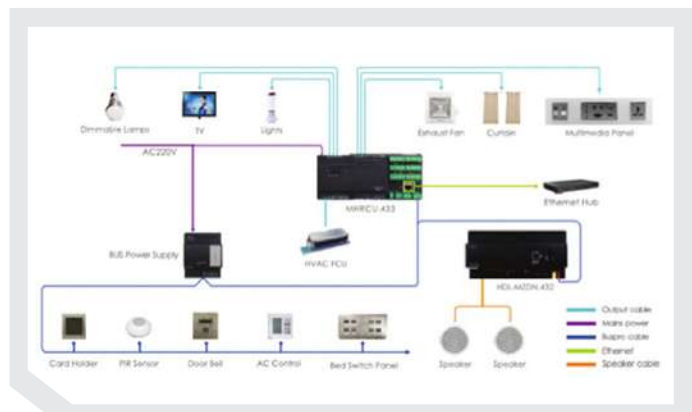 Dimmable Lamps
TV
Lights
Exhaust Fan
Curtain
Multimedia Panel
AC220V
MHRCU.433
Ethernet Hub
BUS Power Supply
HVAC FCU
HDL-MZDN.432
Card Holder
PIR Sensor
Door Bell
AC Control
Bed Switch Panel
Speaker
Speaker
Output cable
Mains power
Buspro cable
Ethernet
Speaker cable